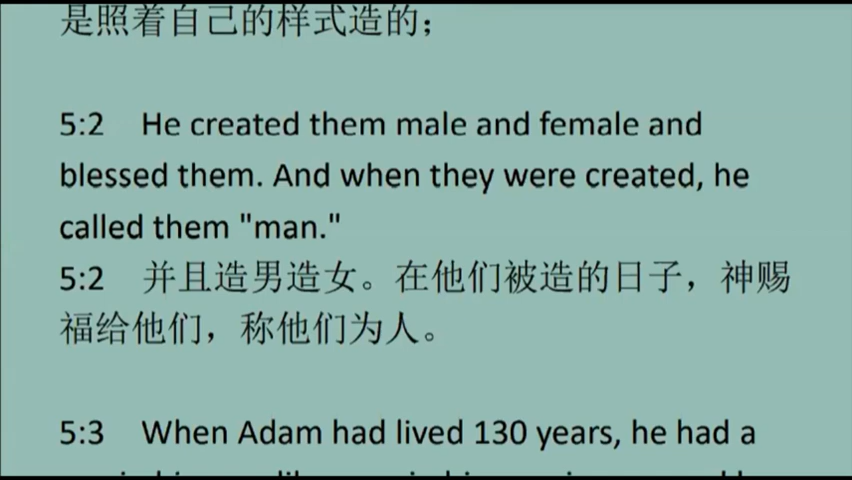 是照着自己的样式造的；
5:2 He created them male and female and
blessed them. And when they were created, he
called them "man."
5:2 并且造男造女。在他们被造的日子，神赐
福给他们，称他们为人。
5:3 When Adam had lived 130 years, he had a